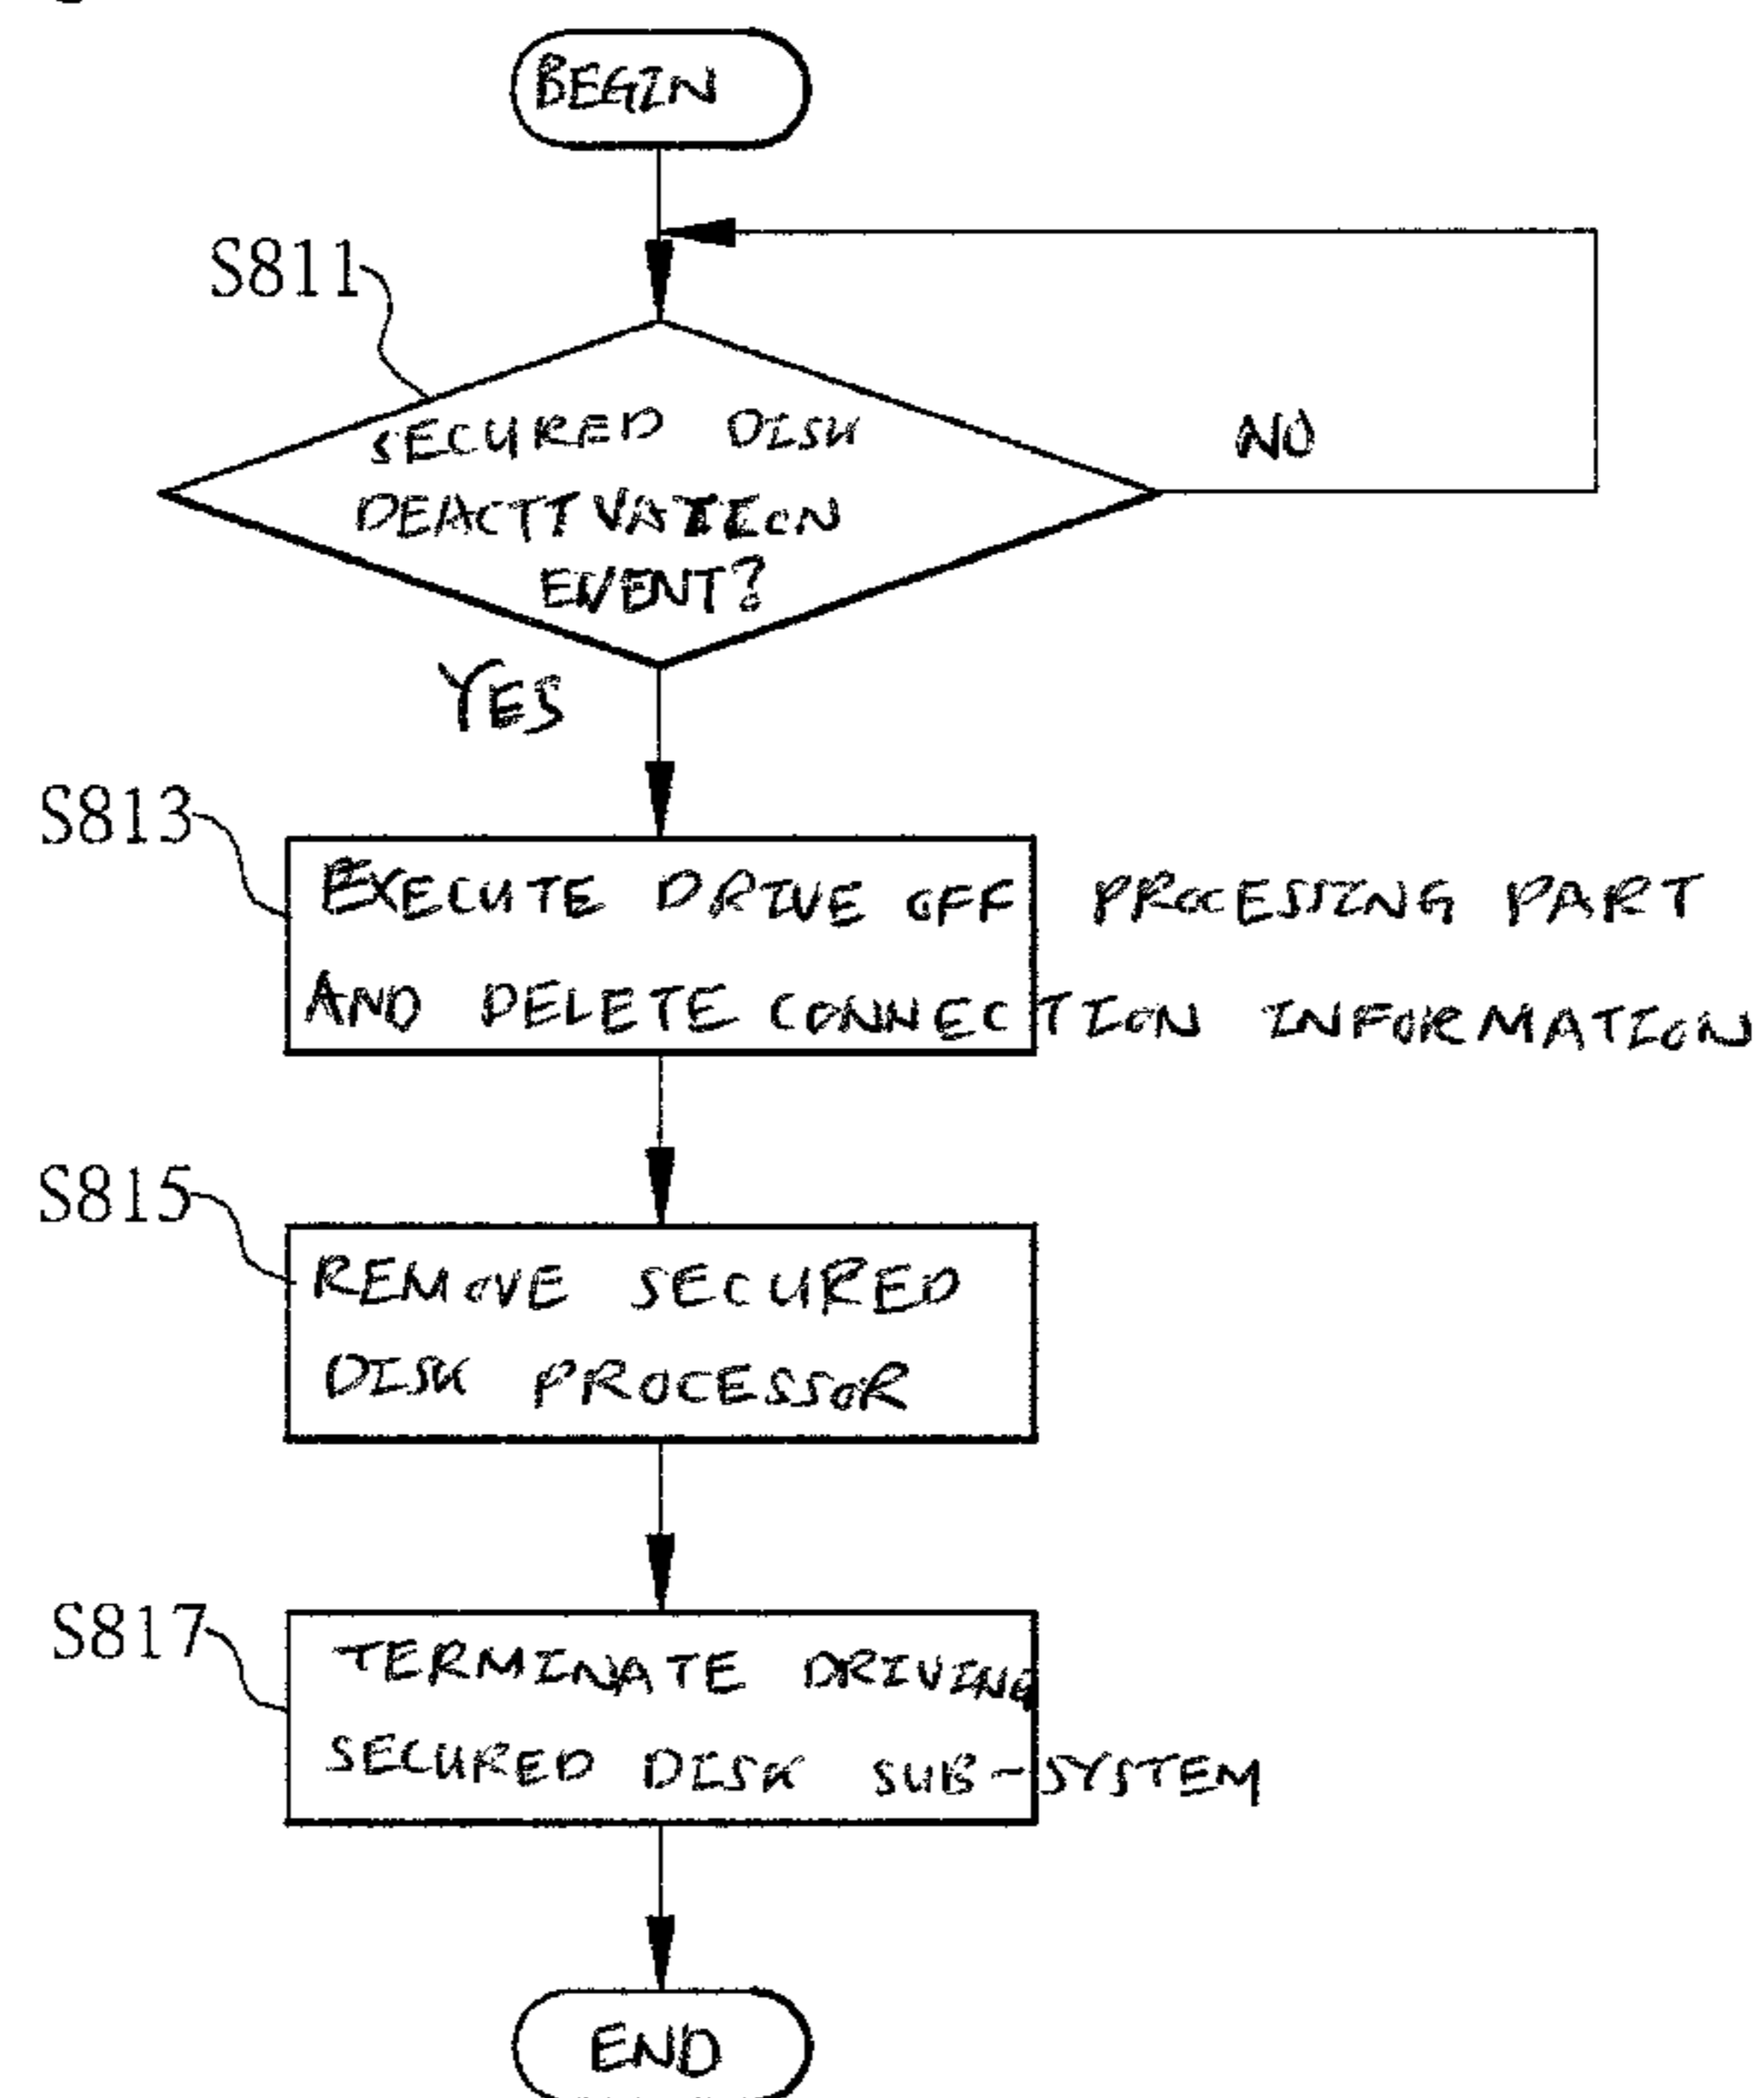 BEGIN
S811
SECURED DISK
DEACTIVATION
EVENT?
NO
YES
S813
EXECUTE DRIVE OFF PROCESSING PART
AND DELETE CONNECTION INFORMATION
S815
REMOVE SECURED
DISK PROCESSOR
S817
TERMINATE DRIVING
SECURED DISK SUB-SYSTEM
END